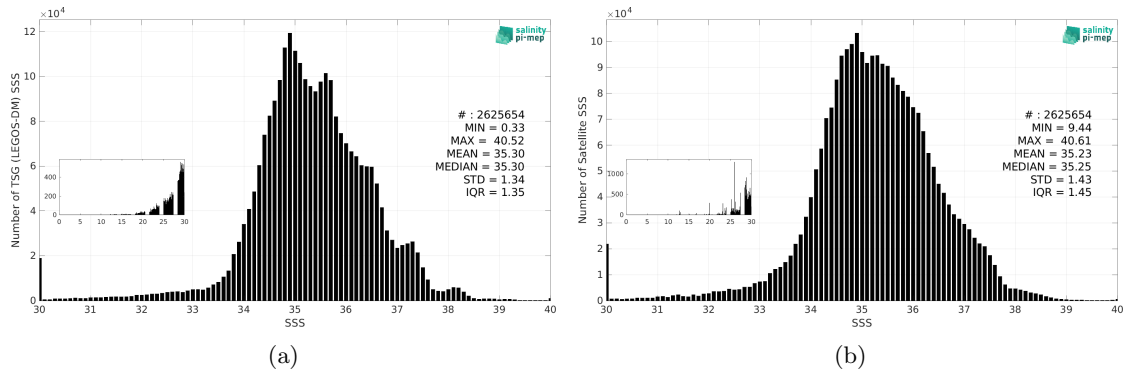 ×10⁴
12
10
8
6
4
2
0
Number of TSG (LEGOS-DM) SSS
salinity
pi-mep
# : 2625654
MIN = 0.33
MAX = 40.52
MEAN = 35.30
MEDIAN = 35.30
STD = 1.34
IQR = 1.35
400
200
0
0 5 10 15 20 25 30
30 31 32 33 34 35 36 37 38 39 40
SSS
(a)
×10⁴
10
9
8
7
6
5
4
3
2
1
0
Number of Satellite SSS
salinity
pi-mep
# : 2625654
MIN = 9.44
MAX = 40.61
MEAN = 35.23
MEDIAN = 35.25
STD = 1.43
IQR = 1.45
1000
500
0
0 5 10 15 20 25 30
30 31 32 33 34 35 36 37 38 39 40
SSS
(b)